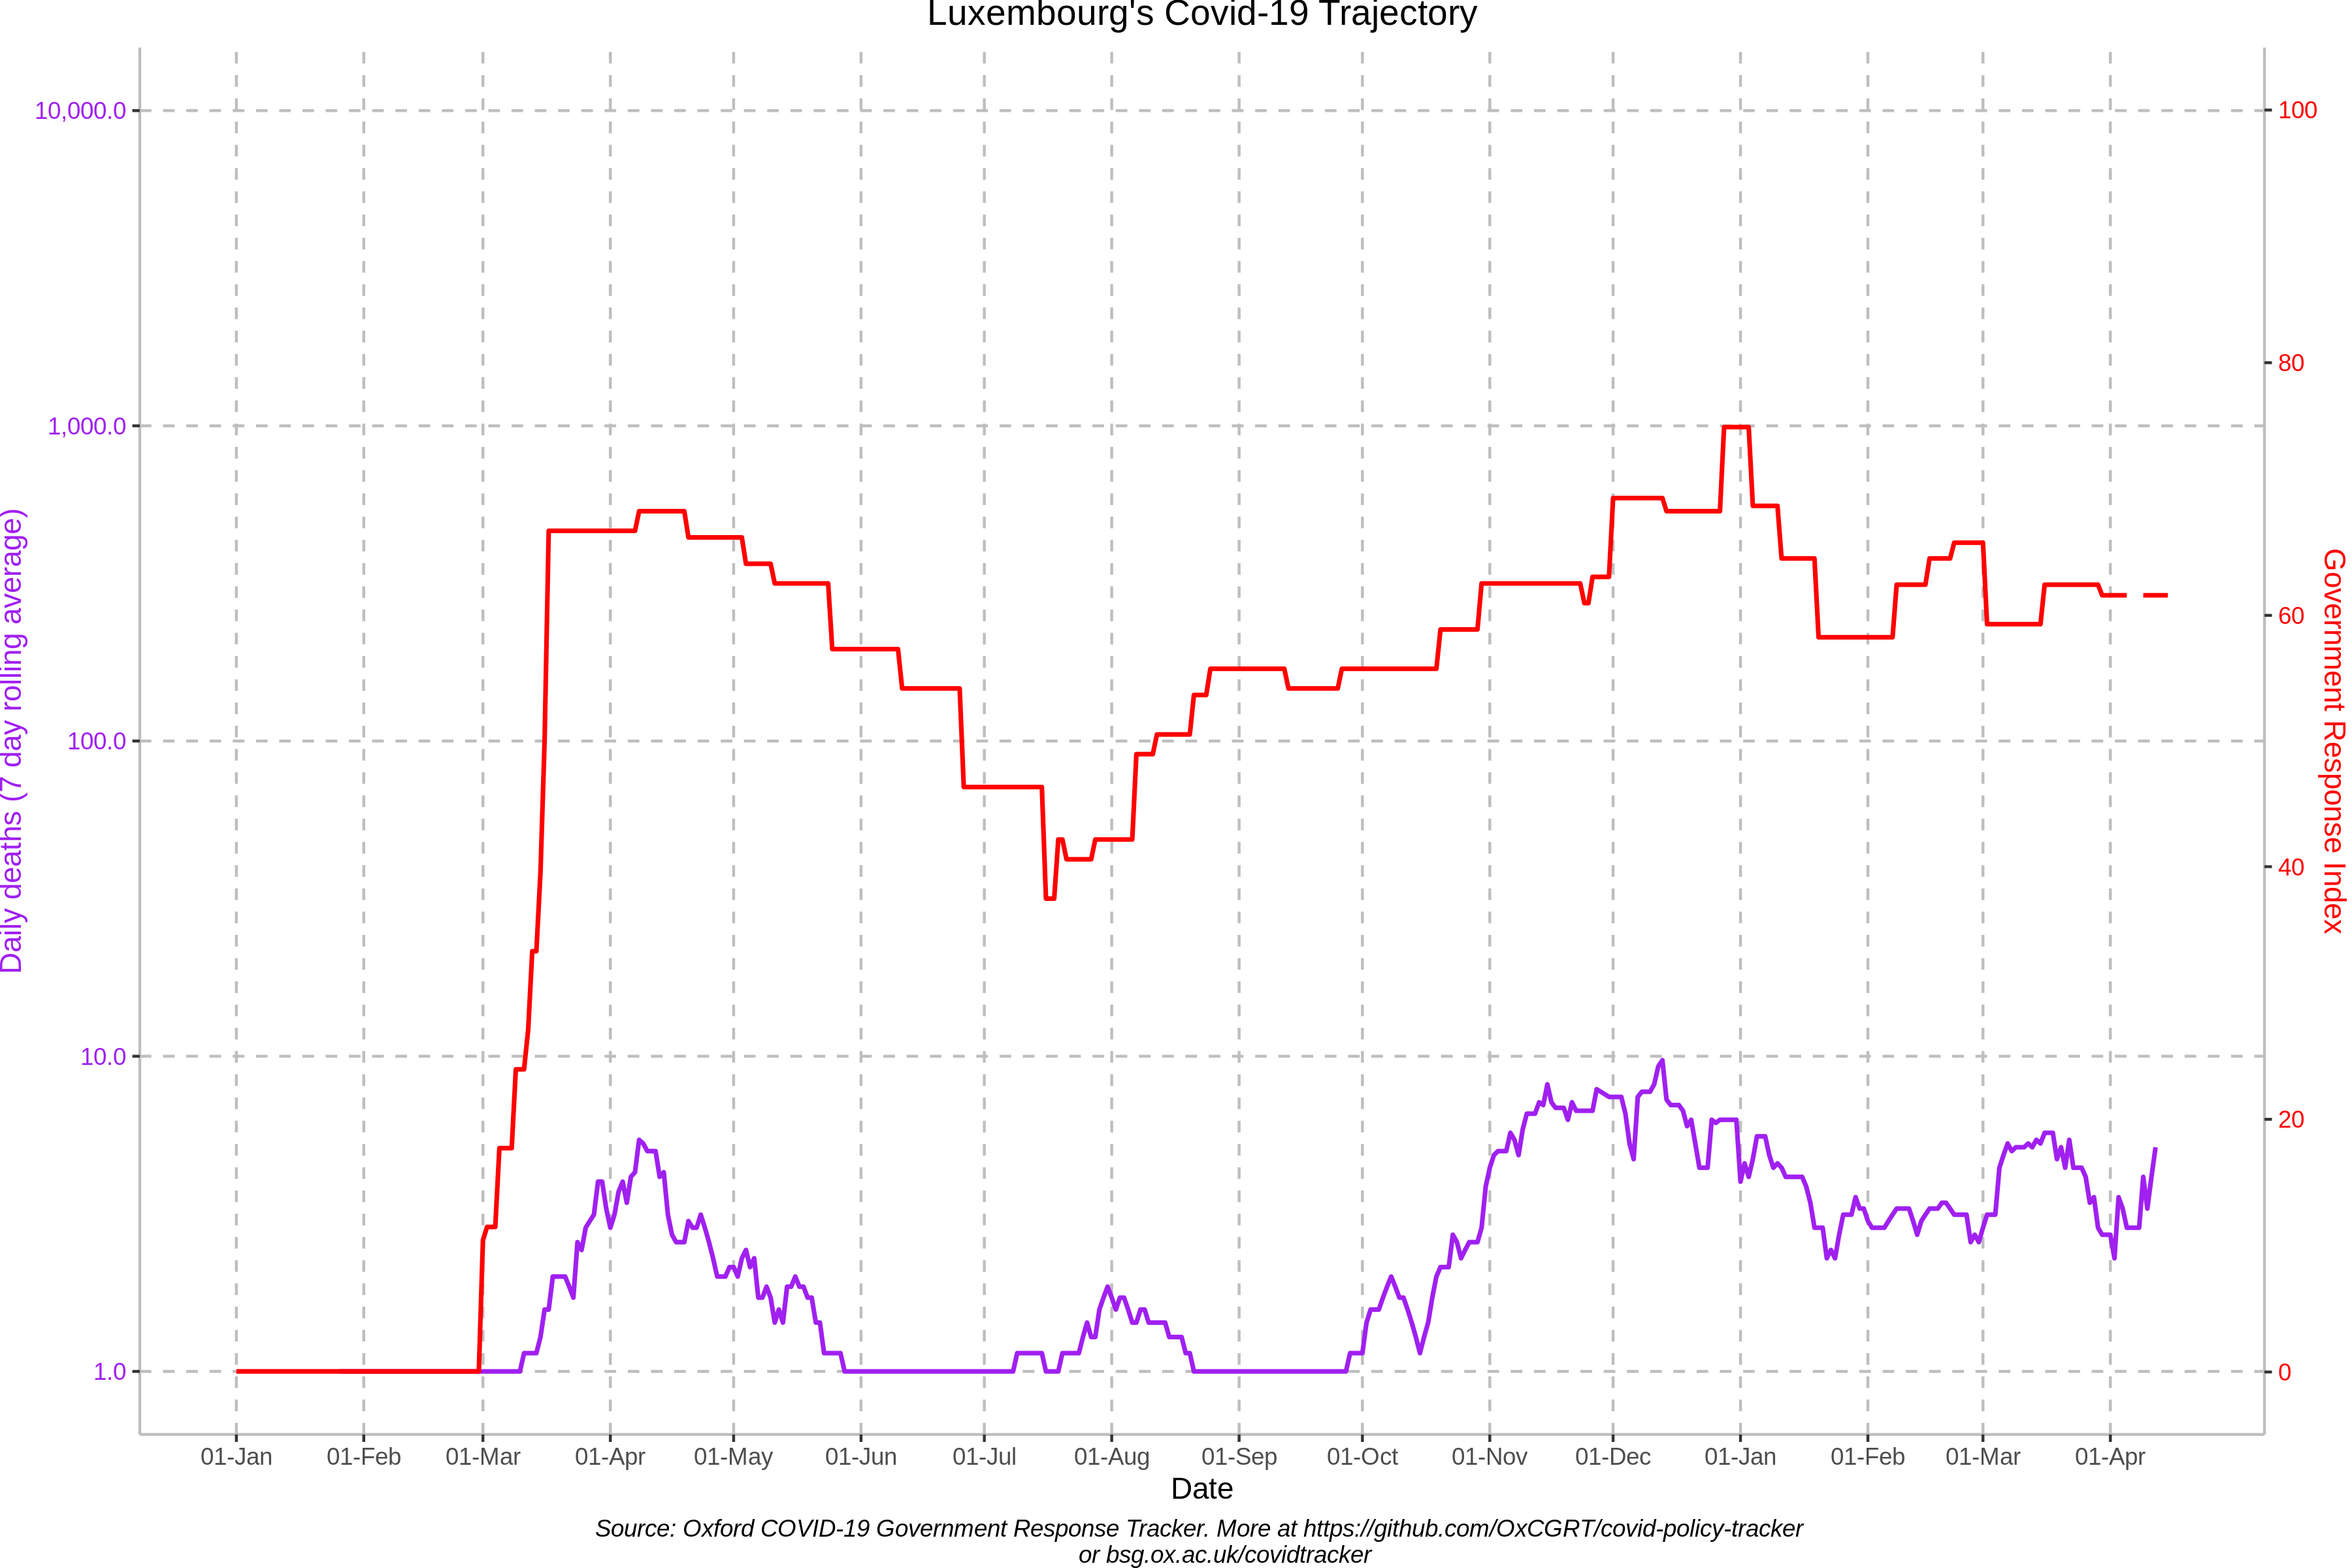 Luxembourg's Covid-19 Trajectory
10,000.0
1,000.0
100.0
10.0
1.0
Daily deaths (7 day rolling average)
100
80
60
40
20
0
Government Response Index
01-Jan 01-Feb 01-Mar 01-Apr 01-May 01-Jun 01-Jul 01-Aug 01-Sep 01-Oct 01-Nov 01-Dec 01-Jan 01-Feb 01-Mar 01-Apr
Date
Source: Oxford COVID-19 Government Response Tracker. More at https://github.com/OxCGRT/covid-policy-tracker
or bsg.ox.ac.uk/covidtracker